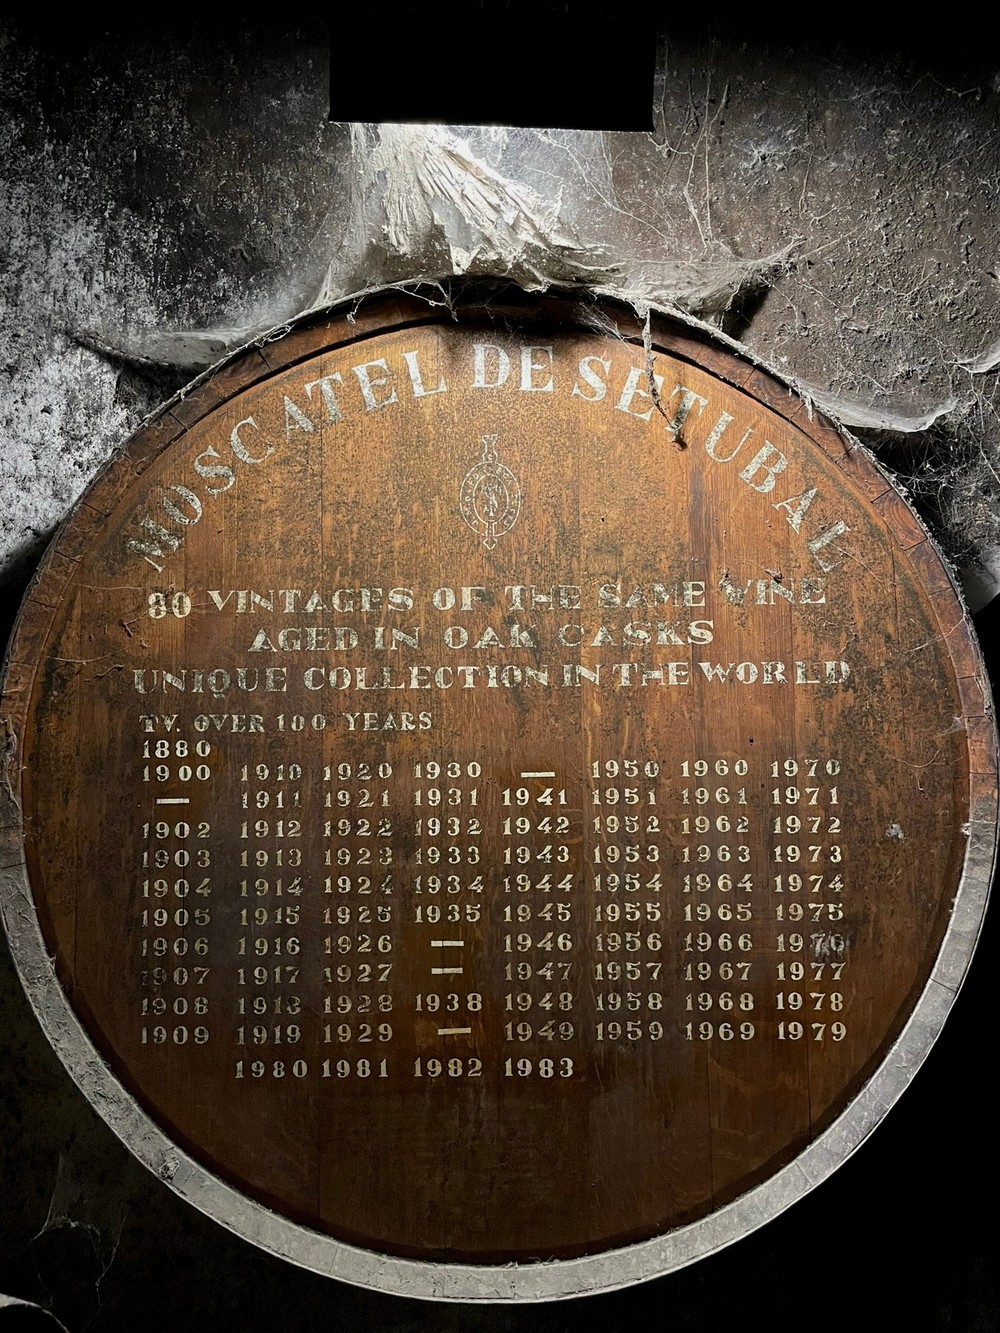 MOSCATEL DE SETUBAL
80 VINTAGES OF THE SAME WINE
AGED IN OAK CASKS
UNIQUE COLLECTION IN THE WORLD
TV. OVER 100 YEARS
1880
1900 1910 1920 1930 — 1950 1960 1970
— 1911 1921 1931 1941 1951 1961 1971
1902 1912 1922 1932 1942 1952 1962 1972
1903 1913 1923 1933 1943 1953 1963 1973
1904 1914 1924 1934 1944 1954 1964 1974
1905 1915 1925 1935 1945 1955 1965 1975
1906 1916 1926 — 1946 1956 1966 1976
1907 1917 1927 — 1947 1957 1967 1977
1908 1918 1928 1938 1948 1958 1968 1978
1909 1919 1929 — 1949 1959 1969 1979
1980 1981 1982 1983